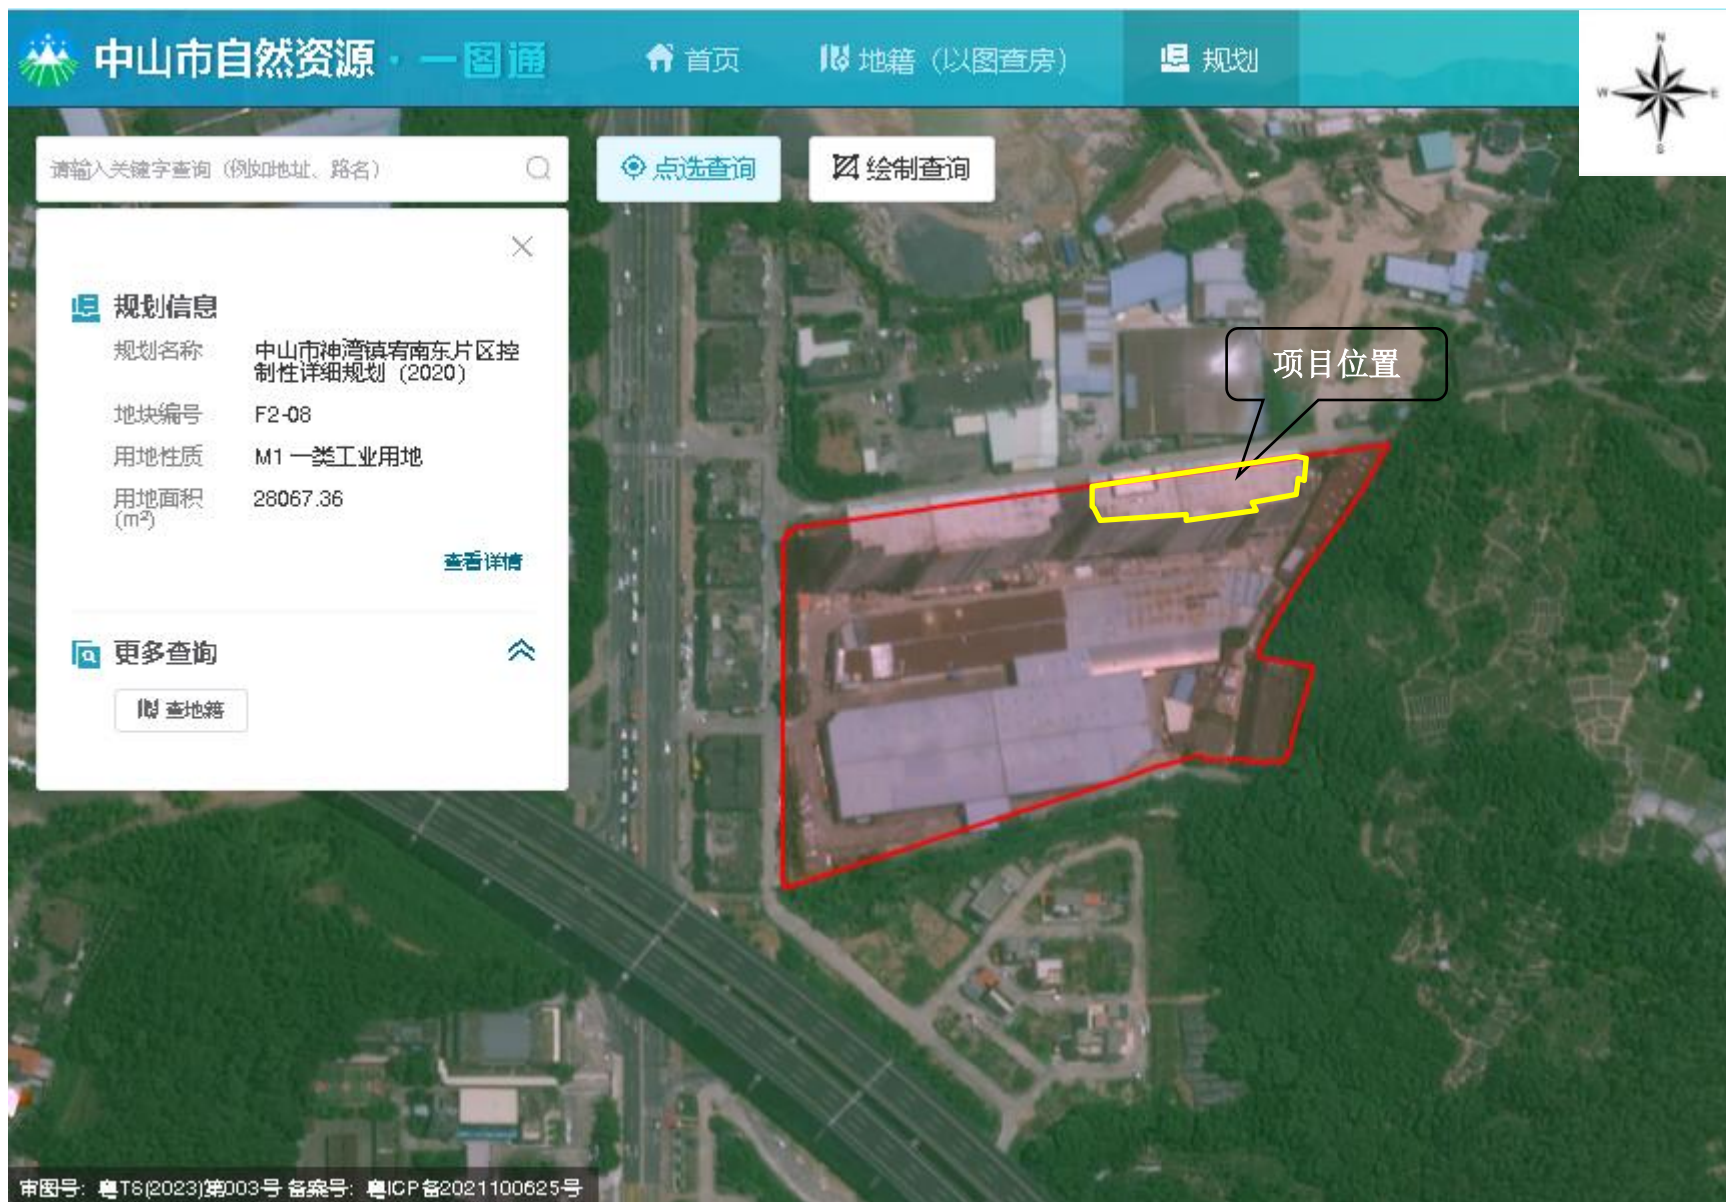 中山市自然资源·一图通
首页
地籍（以图查房）
规划
N
W
E
S
请输入关键字查询（例如地址、路名）
点选查询
绘制查询
规划信息
规划名称
中山市神湾镇宥南东片区控
制性详细规划（2020）
地块编号
F2-08
用地性质
M1 一类工业用地
用地面积
(m²)
28067.36
查看详情
更多查询
查地籍
项目位置
审图号：粤TS(2023)第003号 备案号：粤ICP备2021100625号